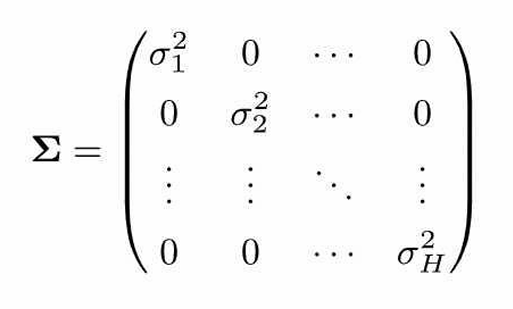 σ₁² 0 ⋯ 0
0 σ₂² ⋯ 0
𝚺 =
⋮ ⋮ ⋱ ⋮
0 0 ⋯ σ_H²